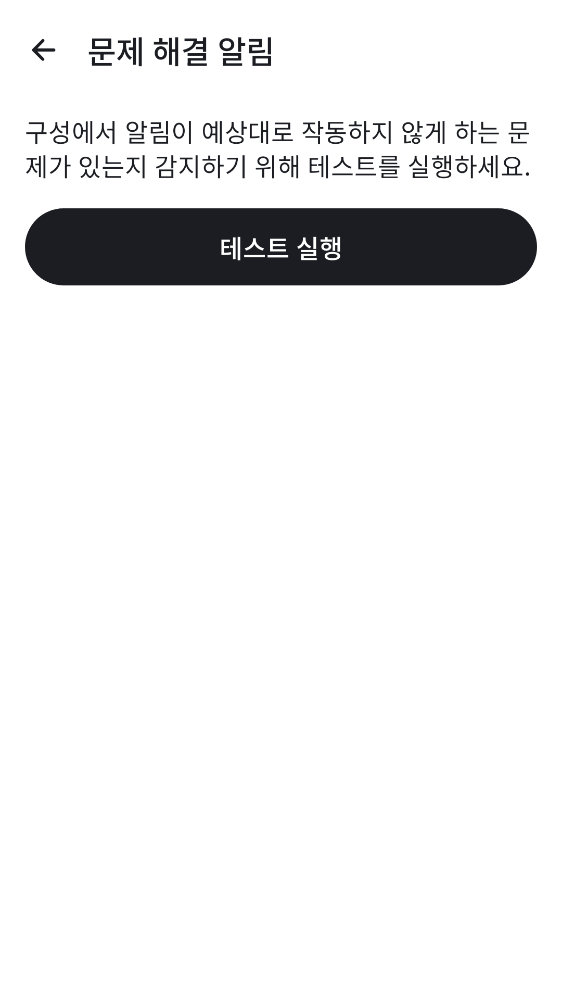 문제 해결 알림
구성에서 알림이 예상대로 작동하지 않게 하는 문
제가 있는지 감지하기 위해 테스트를 실행하세요.
테스트 실행